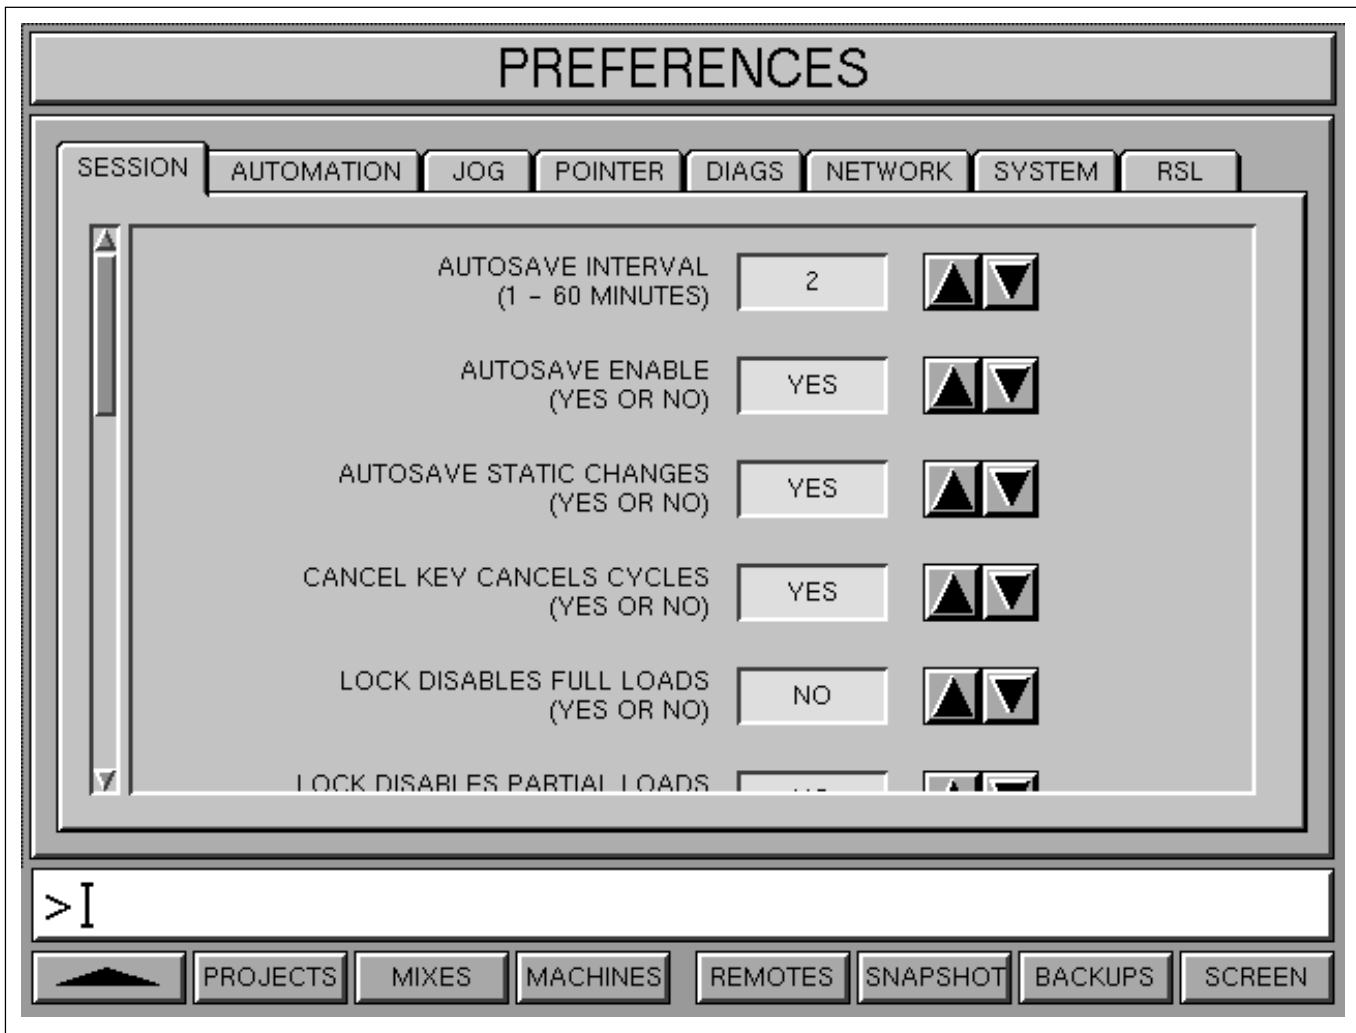 PREFERENCES
SESSION AUTOMATION JOG POINTER DIAGS NETWORK SYSTEM RSL
AUTOSAVE INTERVAL
(1 - 60 MINUTES)
2
AUTOSAVE ENABLE
(YES OR NO)
YES
AUTOSAVE STATIC CHANGES
(YES OR NO)
YES
CANCEL KEY CANCELS CYCLES
(YES OR NO)
YES
LOCK DISABLES FULL LOADS
(YES OR NO)
NO
LOCK DISABLES PARTIAL LOADS
>
PROJECTS MIXES MACHINES REMOTES SNAPSHOT BACKUPS SCREEN